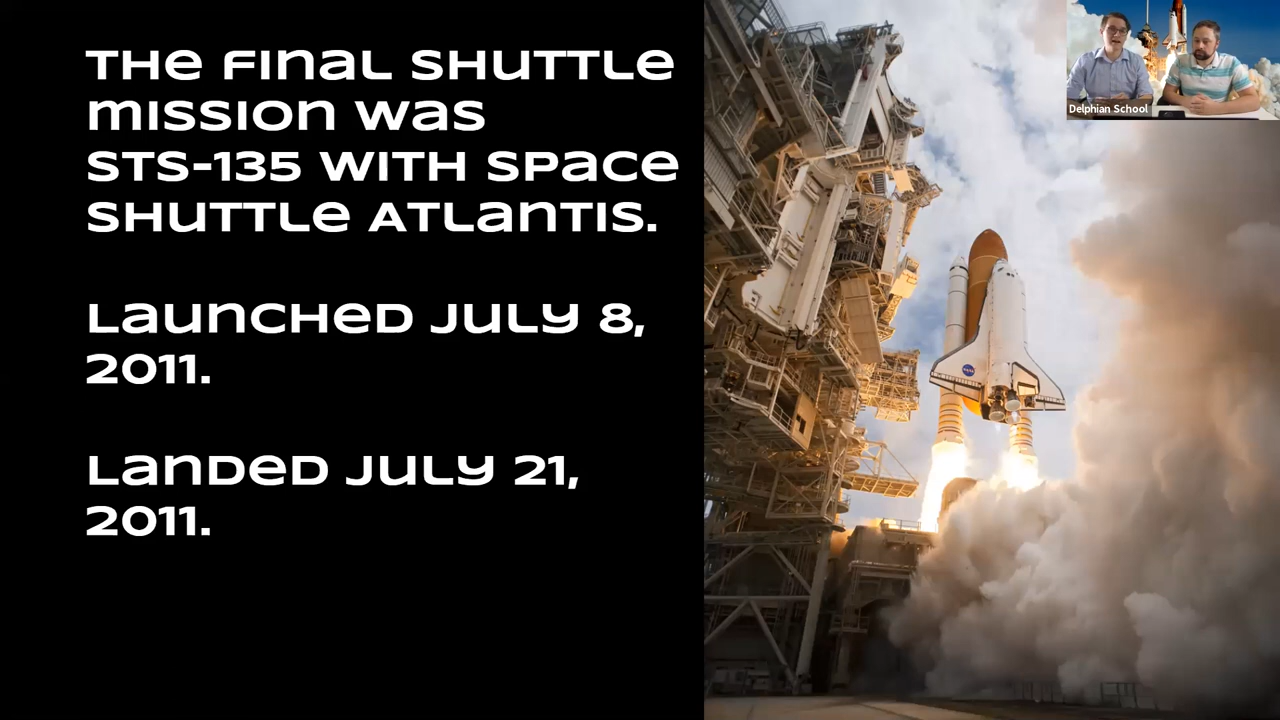 The final shuttle
mission was
STS-135 with Space
Shuttle Atlantis.
Launched July 8,
2011.
Landed July 21,
2011.
Delphian School
NASA